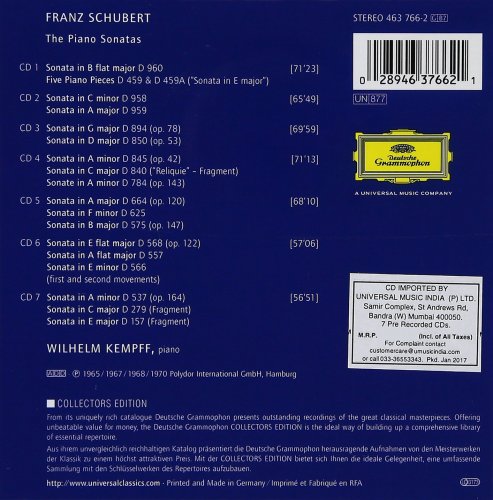 FRANZ SCHUBERT
The Piano Sonatas
STEREO 463 766-2 GB7
CD 1 Sonata in B flat major D 960 [71'23]
Five Piano Pieces D 459 & D 459A ("Sonata in E major")
CD 2 Sonata in C minor D 958 [65'49]
Sonata in A major D 959
CD 3 Sonata in G major D 894 (op. 78) [69'59]
Sonata in D major D 850 (op. 53)
CD 4 Sonata in A minor D 845 (op. 42) [71'13]
Sonata in C major D 840 ("Reliquie" – Fragment)
Sonata in A minor D 784 (op. 143)
CD 5 Sonata in A major D 664 (op. 120) [68'10]
Sonata in F minor D 625
Sonata in B major D 575 (op. 147)
CD 6 Sonata in E flat major D 568 (op. 122) [57'06]
Sonata in A flat major D 557
Sonata in E minor D 566
(first and second movements)
CD 7 Sonata in A minor D 537 (op. 164) [56'51]
Sonata in C major D 279 (Fragment)
Sonata in E major D 157 (Fragment)
WILHELM KEMPFF, piano
ADD · ℗ 1965/1967/1968/1970 Polydor International GmbH, Hamburg
0 28946 37662 1
UN 877
Deutsche
Grammophon
A UNIVERSAL MUSIC COMPANY
CD IMPORTED BY
UNIVERSAL MUSIC INDIA (P) LTD.
Samir Complex, St Andrews Rd,
Bandra (W) Mumbai 400050.
7 Pre Recorded CDs.
M.R.P. (Incl. of All Taxes)
For Complaint contact
customercare@umusicindia.com
or call 033-36553343. Pkd. Jan 2017
COLLECTORS EDITION
From its uniquely rich catalogue Deutsche Grammophon presents outstanding recordings of the great classical masterpieces. Offering
unbeatable value for money, the Deutsche Grammophon COLLECTORS EDITION is the ideal way of building up a comprehensive library
of essential repertoire.
Aus ihrem unvergleichlich reichhaltigen Katalog präsentiert die Deutsche Grammophon herausragende Aufnahmen von den Meisterwerken
der Klassik zu einem höchst attraktiven Preis. Mit der COLLECTORS EDITION bietet sich Ihnen die ideale Gelegenheit, eine umfassende
Sammlung mit den Schlüsselwerken des Repertoires aufzubauen.
http://www.universalclassics.com · Printed and Made in Germany / Imprimé et Fabriqué en RFA